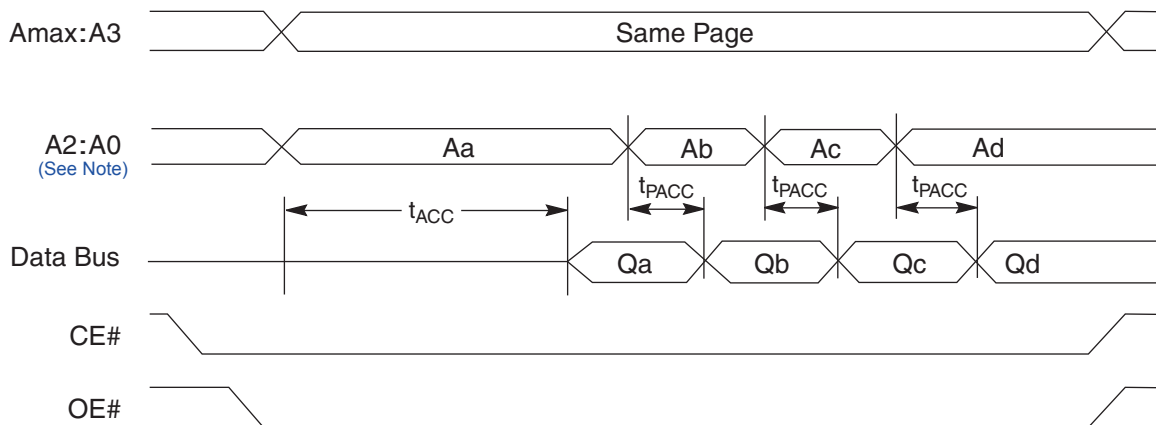 Amax:A3
Same Page
A2:A0
(See Note)
Aa
Ab
Ac
Ad
tACC
tPACC
tPACC
tPACC
Data Bus
Qa
Qb
Qc
Qd
CE#
OE#